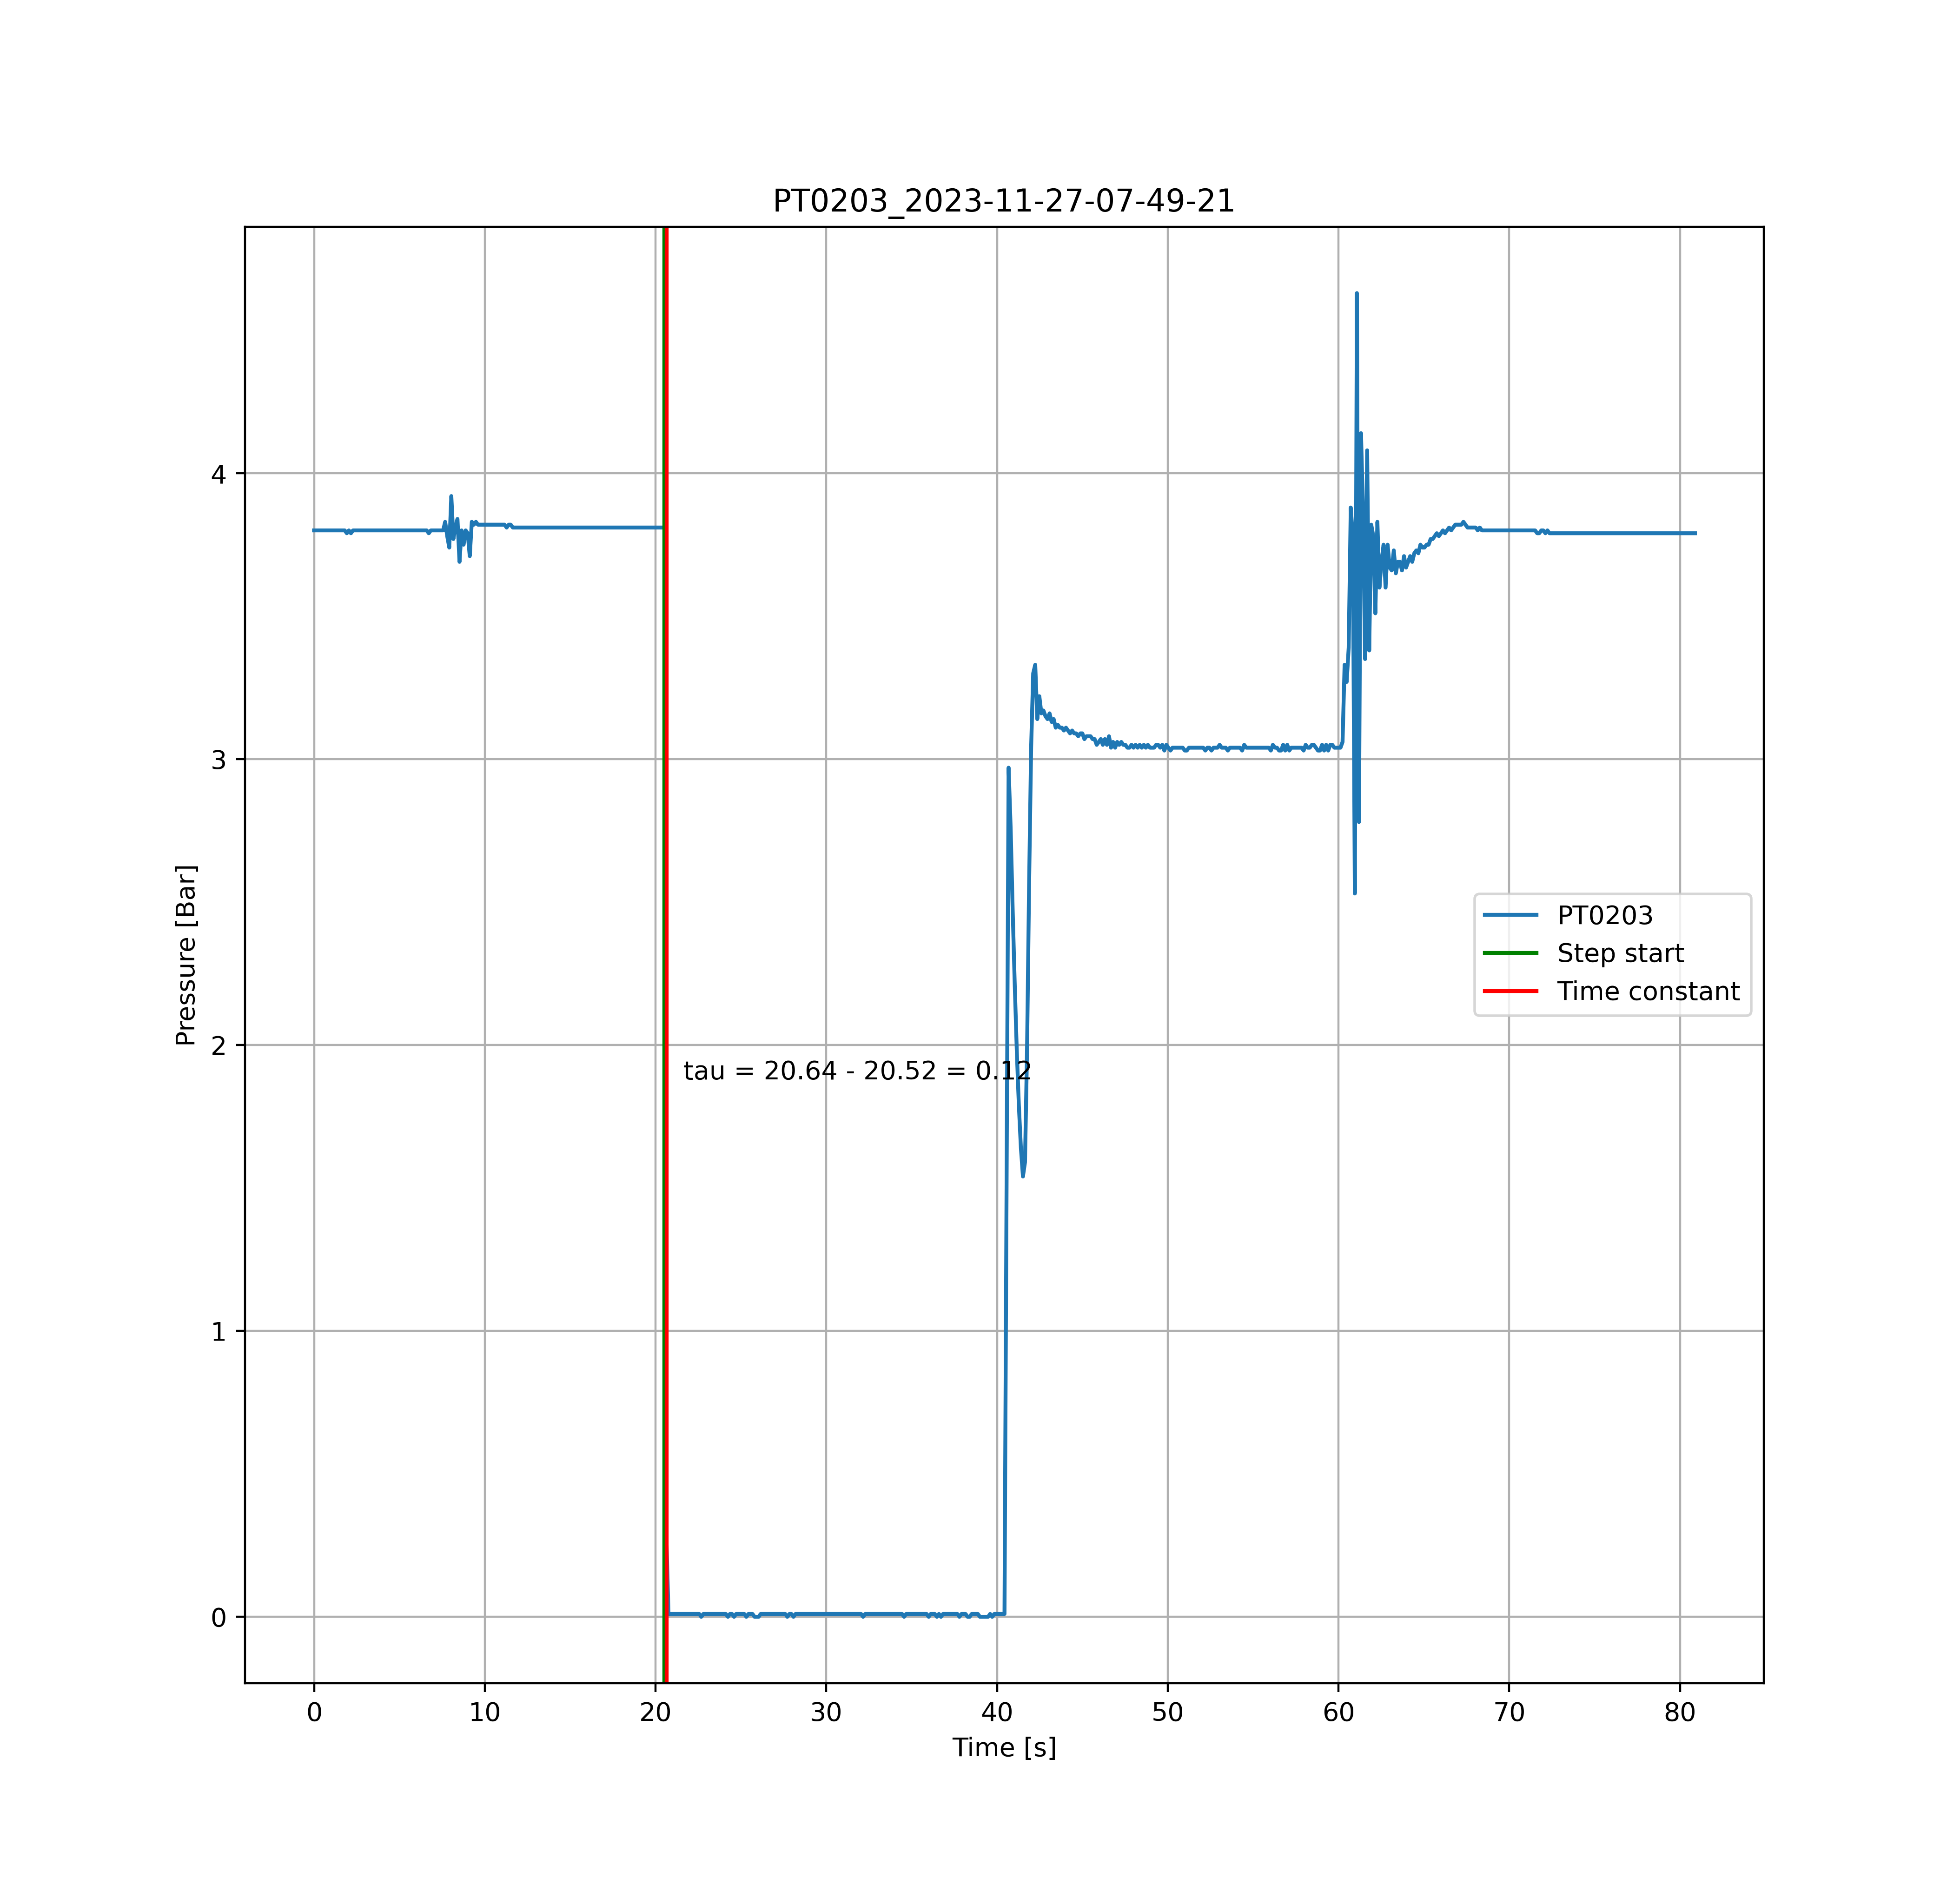 PT0203_2023-11-27-07-49-21
Pressure [Bar]
4
3
2
1
0
tau = 20.64 - 20.52 = 0.12
PT0203
Step start
Time constant
0 10 20 30 40 50 60 70 80
Time [s]